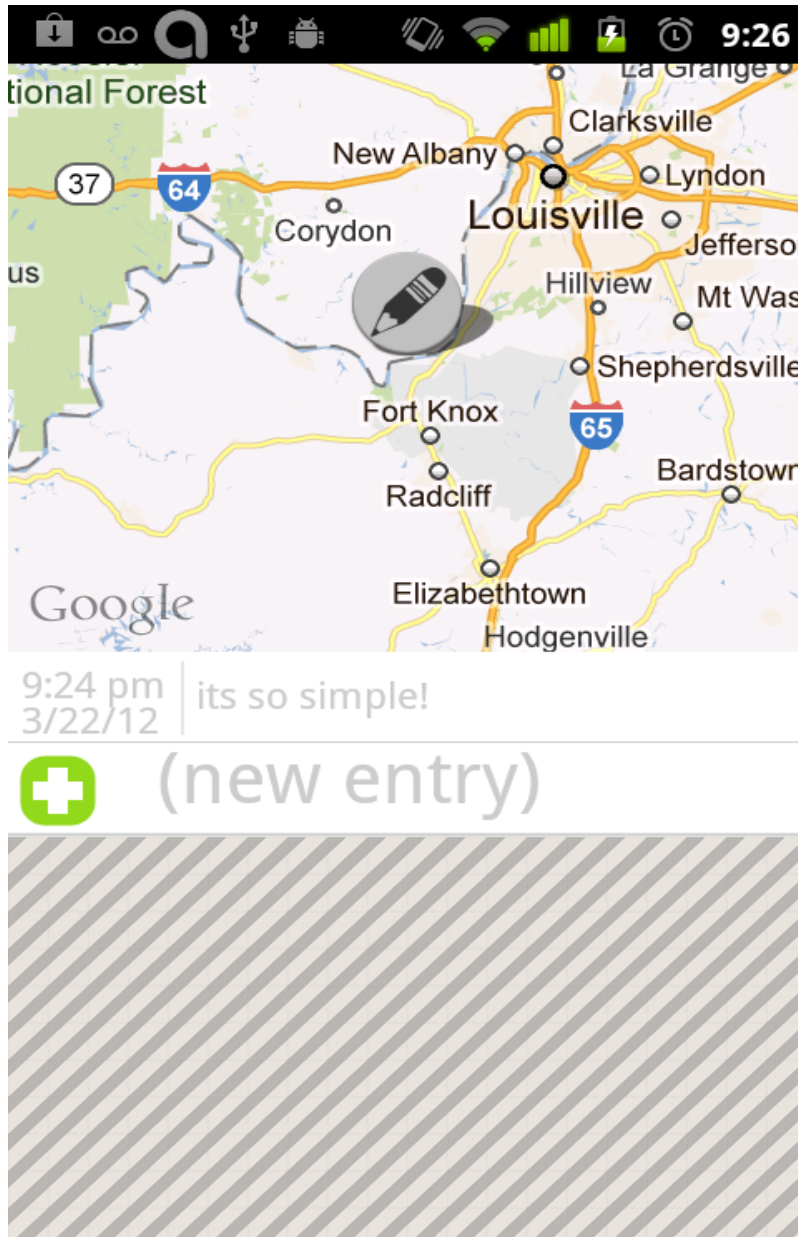 9:26
tional Forest
La Grange
Clarksville
New Albany
37
64
Lyndon
Corydon
Louisville
Jefferso
us
Hillview
Mt Was
Shepherdsville
Fort Knox
65
Radcliff
Bardstown
Elizabethtown
Google
Hodgenville
9:24 pm
3/22/12
its so simple!
(new entry)